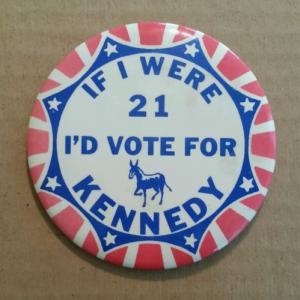 IF I WERE
21
I'D VOTE FOR
KENNEDY